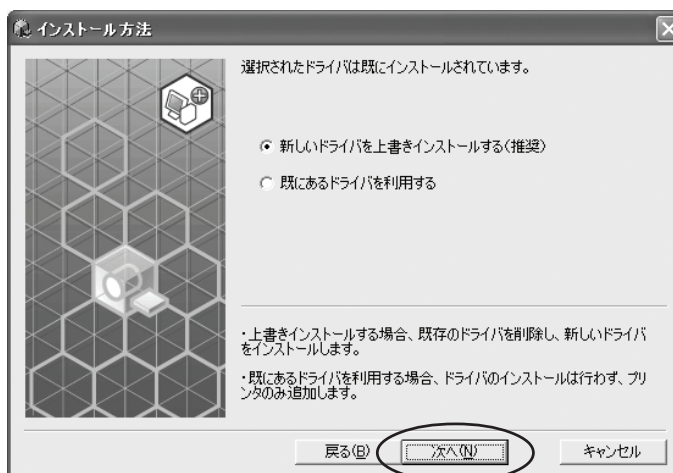 インストール方法
選択されたドライバは既にインストールされています。
新しいドライバを上書きインストールする(推奨)
既にあるドライバを利用する
・上書きインストールする場合、既存のドライバを削除し、新しいドライバ
をインストールします。
・既にあるドライバを利用する場合、ドライバのインストールは行わず、プリ
ンタのみ追加します。
戻る(B)
次へ(N)
キャンセル